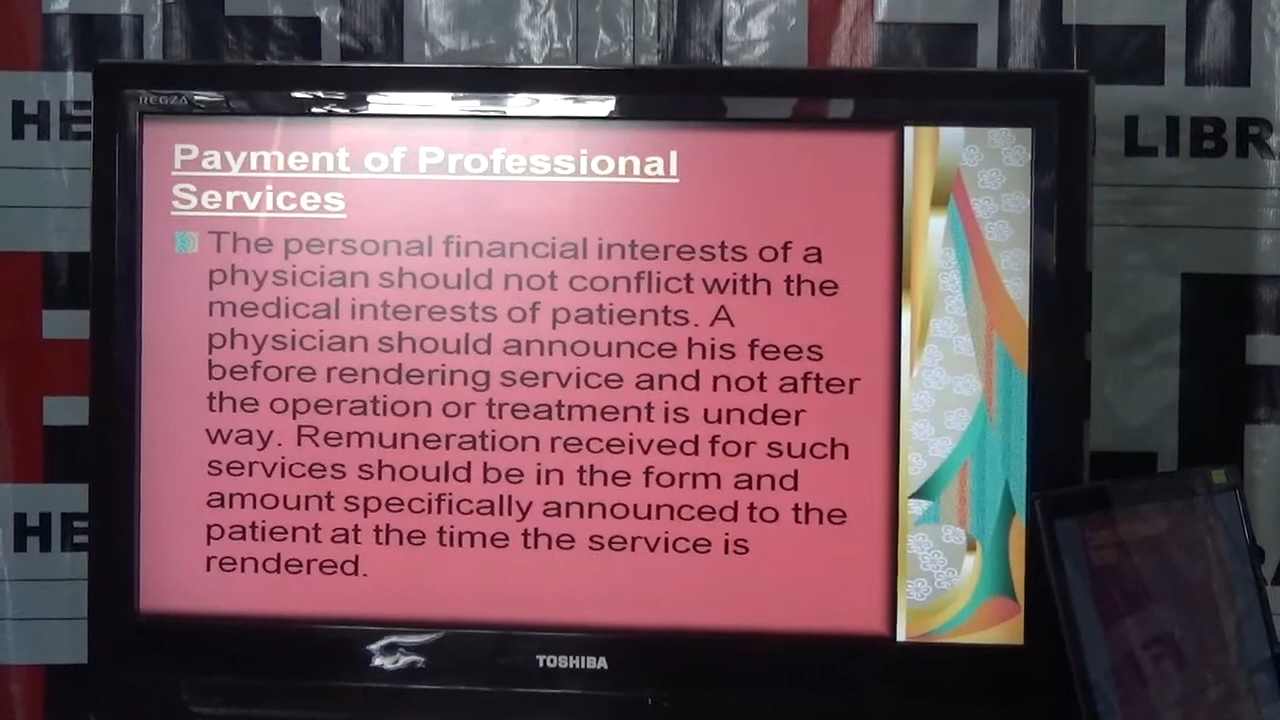 HE
LIBR
REGZA
Payment of Professional
Services
The personal financial interests of a
physician should not conflict with the
medical interests of patients. A
physician should announce his fees
before rendering service and not after
the operation or treatment is under
way. Remuneration received for such
services should be in the form and
amount specifically announced to the
patient at the time the service is
rendered.
HE
TOSHIBA